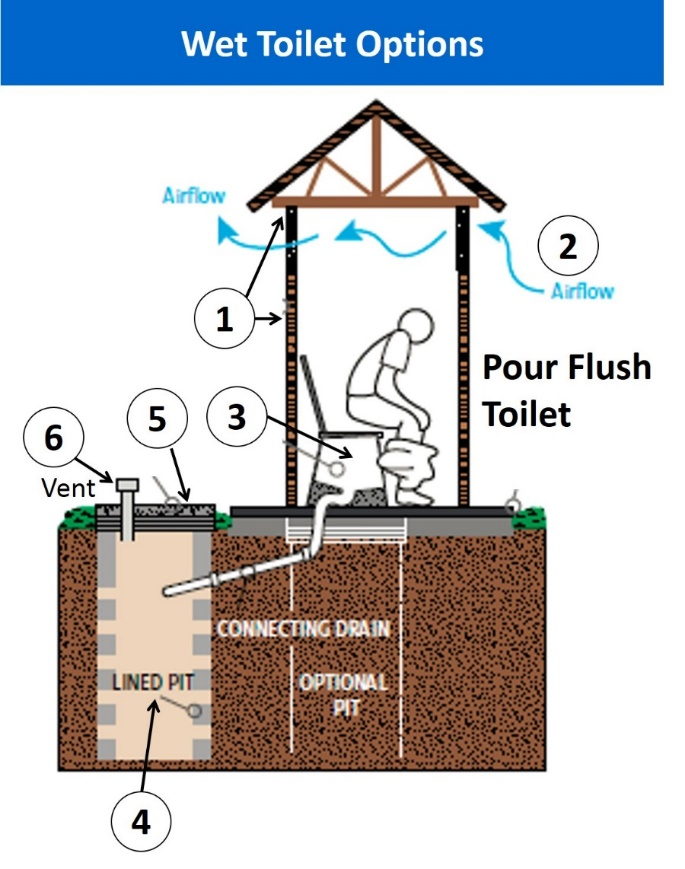 Wet Toilet Options
Airflow
2
Airflow
1
Pour Flush
Toilet
3
5
6
Vent
CONNECTING DRAIN
LINED PIT
OPTIONAL
PIT
4